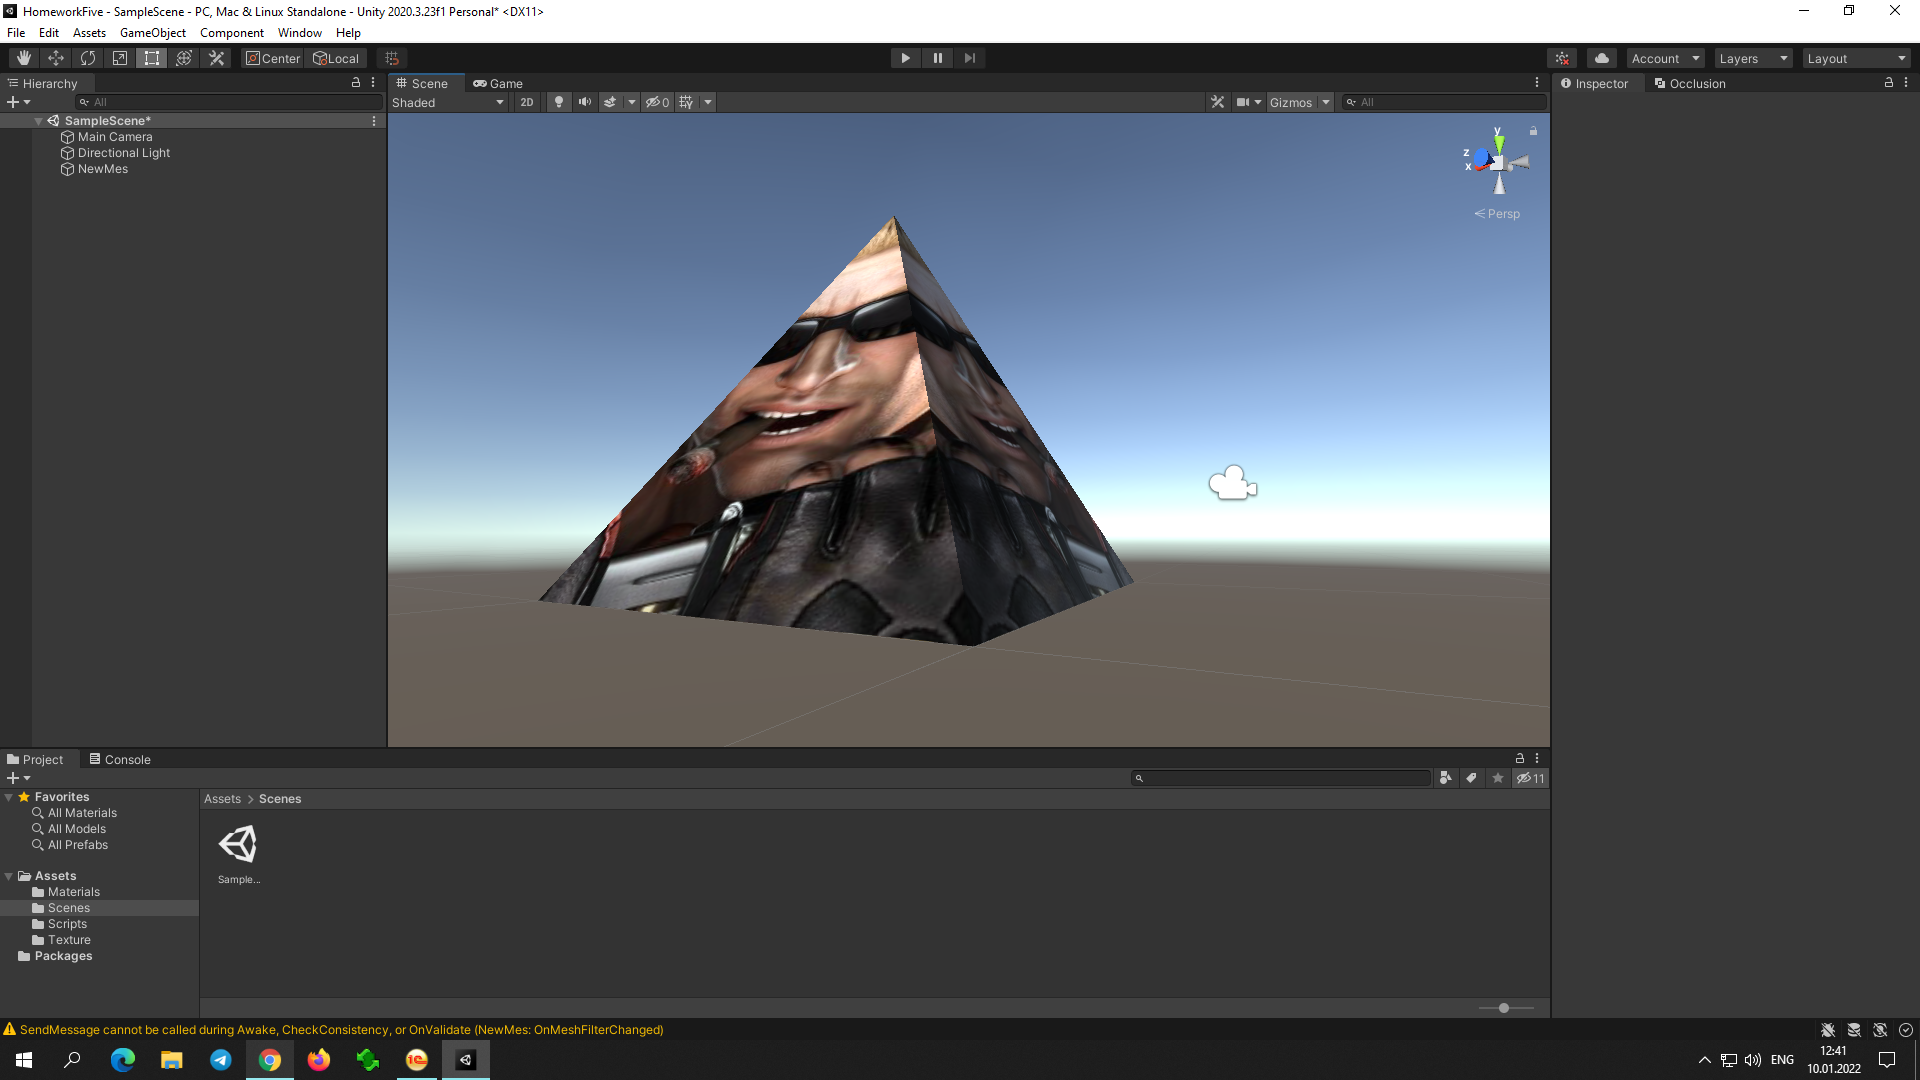 HomeworkFive - SampleScene - PC, Mac & Linux Standalone - Unity 2020.3.23f1 Personal* <DX11>
File Edit Assets GameObject Component Window Help
Center Local Account Layers Layout
Hierarchy Scene Game Inspector Occlusion
All Shaded 2D 0 Gizmos All
SampleScene*
Main Camera
Directional Light
NewMes
y
z
x
Persp
Project Console
11
Favorites Assets Scenes
All Materials
All Models
All Prefabs
Sample...
Assets
Materials
Scenes
Scripts
Texture
Packages
SendMessage cannot be called during Awake, CheckConsistency, or OnValidate (NewMes: OnMeshFilterChanged)
1C ENG 12:41
10.01.2022